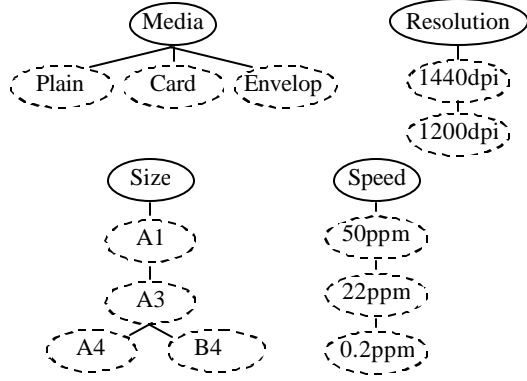 Media
Plain Card Envelop
Resolution
1440dpi
1200dpi
Size
A1
A3
A4 B4
Speed
50ppm
22ppm
0.2ppm